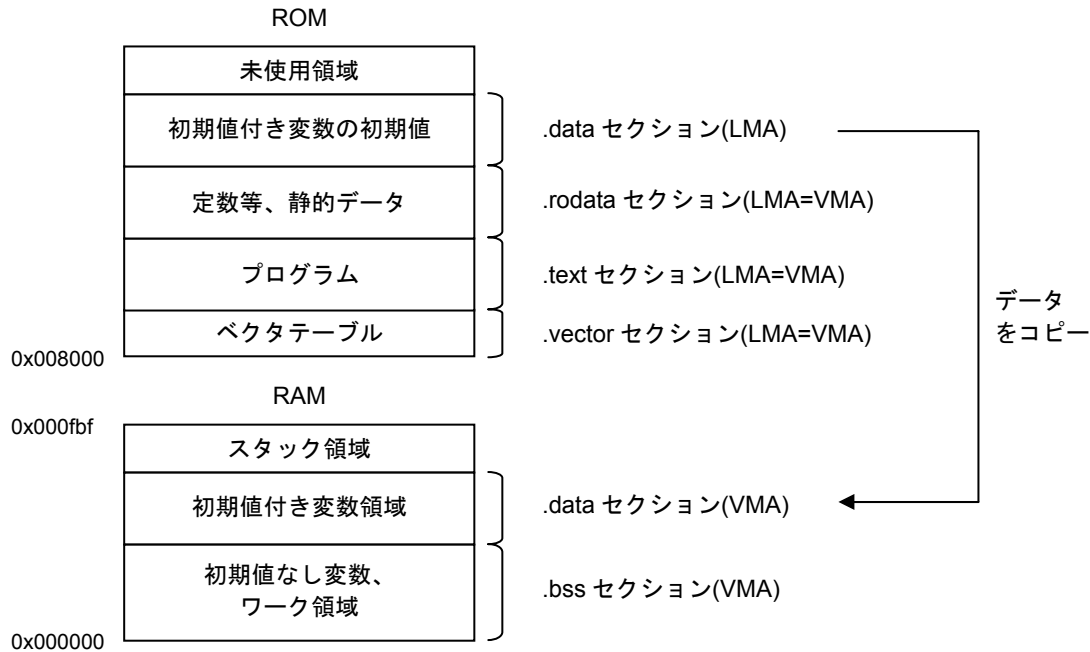 ROM
未使用領域
初期値付き変数の初期値
.data セクション(LMA)
定数等、静的データ
.rodata セクション(LMA=VMA)
プログラム
.text セクション(LMA=VMA)
データ
をコピー
ベクタテーブル
.vector セクション(LMA=VMA)
0x008000
RAM
0x000fbf
スタック領域
初期値付き変数領域
.data セクション(VMA)
初期値なし変数、
ワーク領域
.bss セクション(VMA)
0x000000